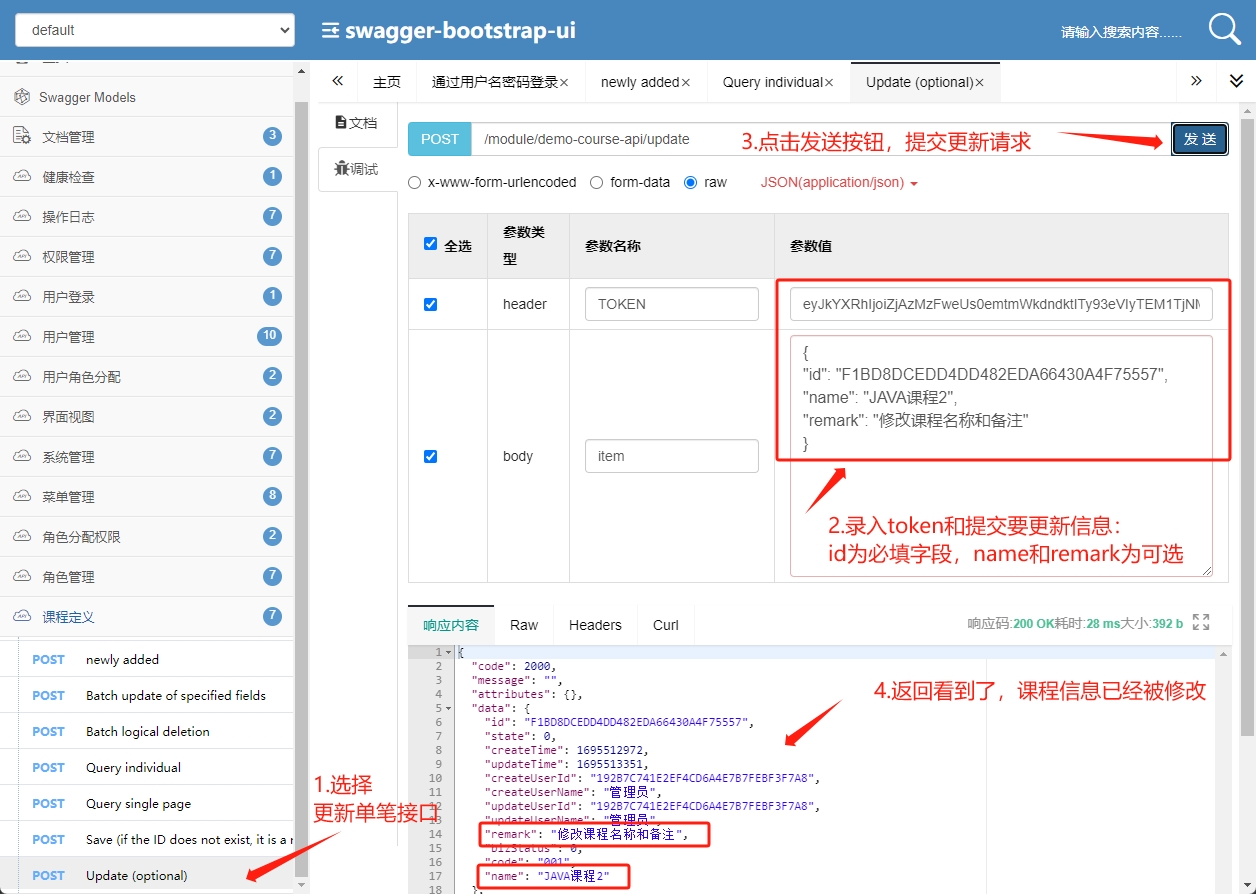 default
swagger-bootstrap-ui
请输入搜索内容......
主页
通过用户名密码登录×
newly added×
Query individual×
Update (optional)×
Swagger Models
文档管理 3
健康检查 1
操作日志 7
权限管理 7
用户登录 1
用户管理 10
用户角色分配 2
界面视图 2
系统管理 7
菜单管理 8
角色分配权限 2
角色管理 7
课程定义 7
POST newly added
POST Batch update of specified fields
POST Batch logical deletion
POST Query individual
POST Query single page
POST Save (if the ID does not exist, it is a
POST Update (optional)
1.选择
更新单笔接口
文档
调试
POST /module/demo-course-api/update
3.点击发送按钮，提交更新请求
发 送
x-www-form-urlencoded form-data raw JSON(application/json)
全选 参数类型 参数名称 参数值
header TOKEN
body item
{
"id": "F1BD8DCEDD4DD482EDA66430A4F75557",
"name": "JAVA课程2",
"remark": "修改课程名称和备注"
}
2.录入token和提交要更新信息：
id为必填字段，name和remark为可选
响应内容 Raw Headers Curl
响应码:200 OK耗时:28 ms大小:392 b
1 {
2 "code": 2000,
3 "message": "",
4 "attributes": {},
5 "data": {
6 "id": "F1BD8DCEDD4DD482EDA66430A4F75557",
7 "state": 0,
8 "createTime": 1695512972,
9 "updateTime": 1695513351,
10 "createUserId": "192B7C741E2EF4CD6A4E7B7FEBF3F7A8",
11 "createUserName": "管理员",
12 "updateUserId": "192B7C741E2EF4CD6A4E7B7FEBF3F7A8",
13 "updateUserName": "管理员",
14 "remark": "修改课程名称和备注",
15 "bizStatus": 0,
16 "code": "001",
17 "name": "JAVA课程2"
18 },
4.返回看到了，课程信息已经被修改